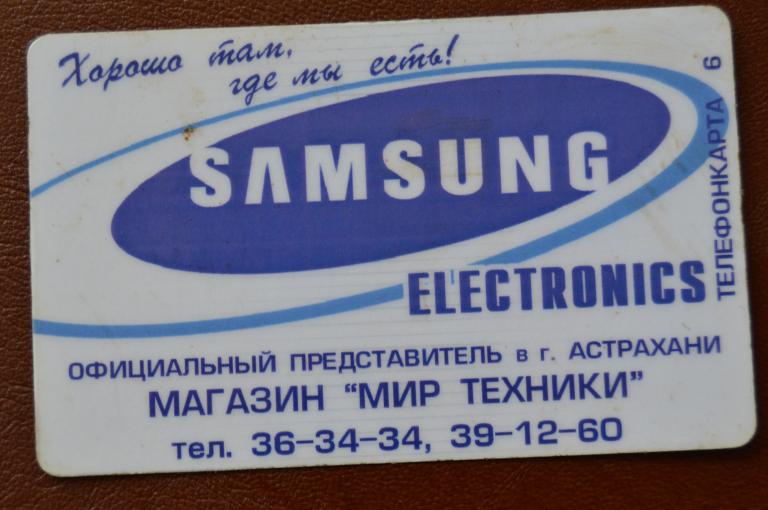 Хорошо там,
где мы есть!
SAMSUNG
ELECTRONICS
ТЕЛЕФОНКАРТА 6
ОФИЦИАЛЬНЫЙ ПРЕДСТАВИТЕЛЬ в г. АСТРАХАНИ
МАГАЗИН "МИР ТЕХНИКИ"
тел. 36-34-34, 39-12-60